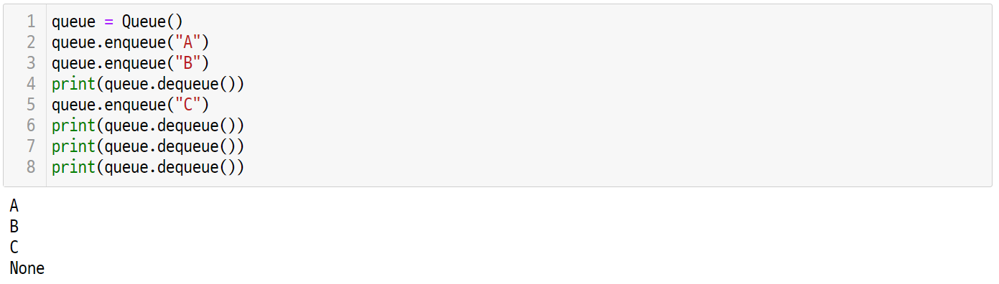 1 queue = Queue()
2 queue.enqueue("A")
3 queue.enqueue("B")
4 print(queue.dequeue())
5 queue.enqueue("C")
6 print(queue.dequeue())
7 print(queue.dequeue())
8 print(queue.dequeue())
A
B
C
None